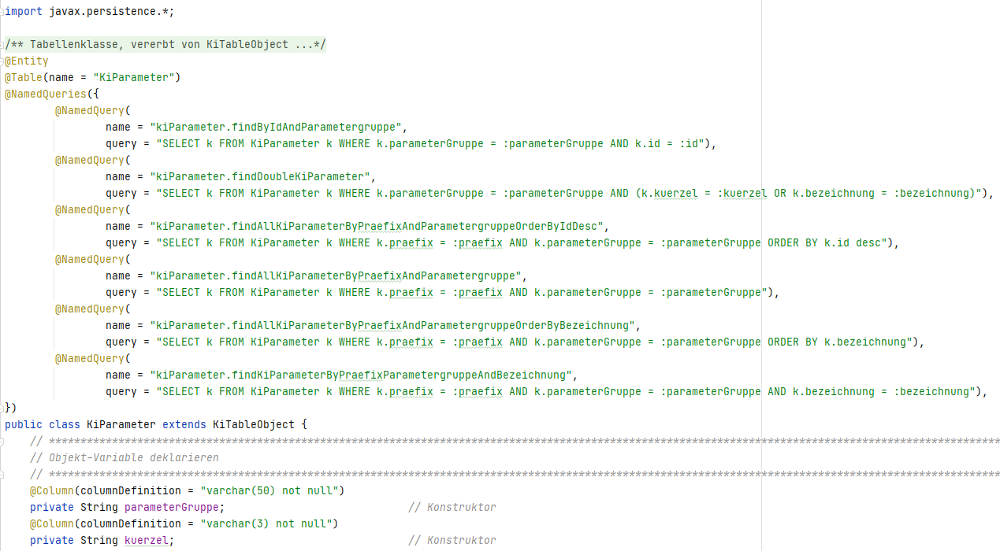 import javax.persistence.*;
/** Tabellenklasse, vererbt von KiTableObject ...*/
@Entity
@Table(name = "KiParameter")
@NamedQueries({
@NamedQuery(
name = "kiParameter.findByIdAndParametergruppe",
query = "SELECT k FROM KiParameter k WHERE k.parameterGruppe = :parameterGruppe AND k.id = :id"),
@NamedQuery(
name = "kiParameter.findDoubleKiParameter",
query = "SELECT k FROM KiParameter k WHERE k.parameterGruppe = :parameterGruppe AND (k.kuerzel = :kuerzel OR k.bezeichnung = :bezeichnung)"),
@NamedQuery(
name = "kiParameter.findAllKiParameterByPraefixAndParametergruppeOrderByIdDesc",
query = "SELECT k FROM KiParameter k WHERE k.praefix = :praefix AND k.parameterGruppe = :parameterGruppe ORDER BY k.id desc"),
@NamedQuery(
name = "kiParameter.findAllKiParameterByPraefixAndParametergruppe",
query = "SELECT k FROM KiParameter k WHERE k.praefix = :praefix AND k.parameterGruppe = :parameterGruppe"),
@NamedQuery(
name = "kiParameter.findAllKiParameterByPraefixAndParametergruppeOrderByBezeichnung",
query = "SELECT k FROM KiParameter k WHERE k.praefix = :praefix AND k.parameterGruppe = :parameterGruppe ORDER BY k.bezeichnung"),
@NamedQuery(
name = "kiParameter.findKiParameterByPraefixParametergruppeAndBezeichnung",
query = "SELECT k FROM KiParameter k WHERE k.praefix = :praefix AND k.parameterGruppe = :parameterGruppe AND k.bezeichnung = :bezeichnung"),
})
public class KiParameter extends KiTableObject {
// *******************************************************************************************************************************************************
// Objekt-Variable deklarieren
// *******************************************************************************************************************************************************
@Column(columnDefinition = "varchar(50) not null")
private String parameterGruppe; // Konstruktor
@Column(columnDefinition = "varchar(3) not null")
private String kuerzel; // Konstruktor